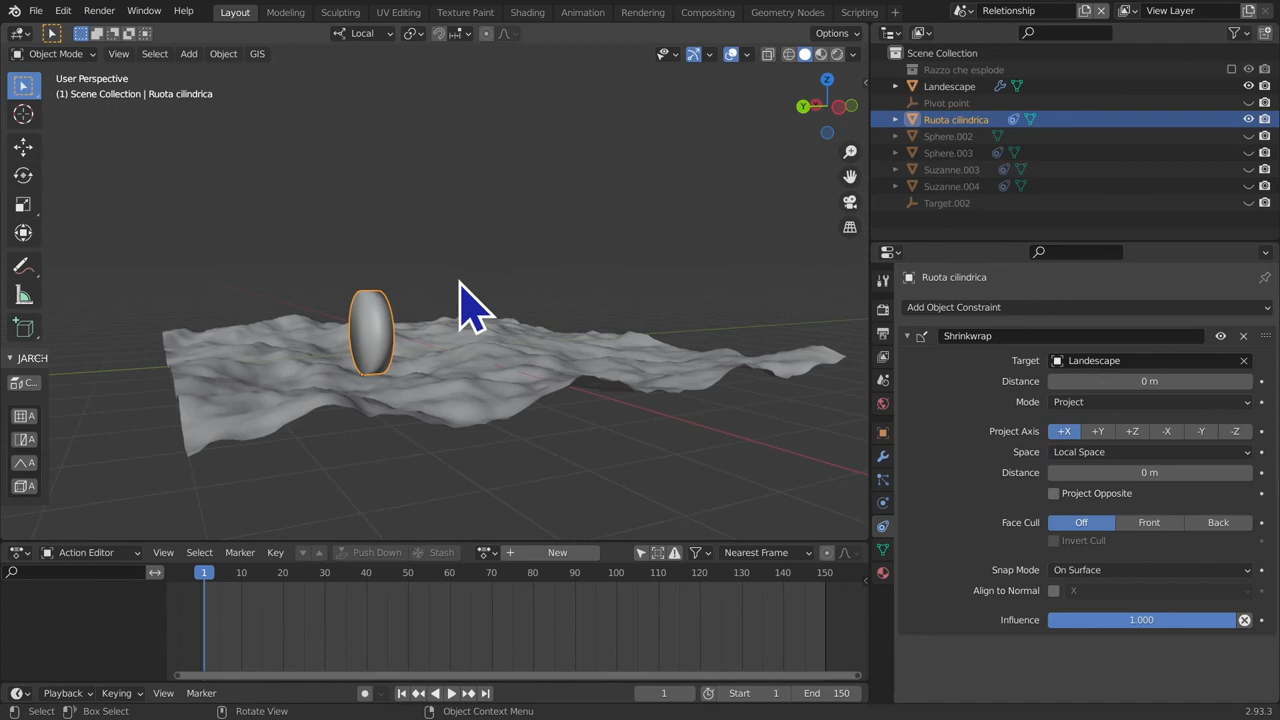 File Edit Render Window Help Layout Modeling Sculpting UV Editing Texture Paint Shading Animation Rendering Compositing Geometry Nodes Scripting + Relationship View Layer
Local Options
Object Mode View Select Add Object GIS
User Perspective
(1) Scene Collection | Ruota cilindrica
Z
Y
JARCH
C...
A
A
A
A
Scene Collection
Razzo che esplode
Landscape
Pivot point
Ruota cilindrica
Sphere.002
Sphere.003
Suzanne.003
Suzanne.004
Target.002
Ruota cilindrica
Add Object Constraint
Shrinkwrap
Target Landscape
Distance 0 m
Mode Project
Project Axis +X +Y +Z -X -Y -Z
Space Local Space
Distance 0 m
Project Opposite
Face Cull Off Front Back
Invert Cull
Snap Mode On Surface
Align to Normal X
Influence 1.000
Action Editor View Select Marker Key Push Down Stash + New Nearest Frame
1 10 20 30 40 50 60 70 80 90 100 110 120 130 140 150
Playback Keying View Marker 1 Start 1 End 150
Select Box Select Rotate View Object Context Menu 2.93.3